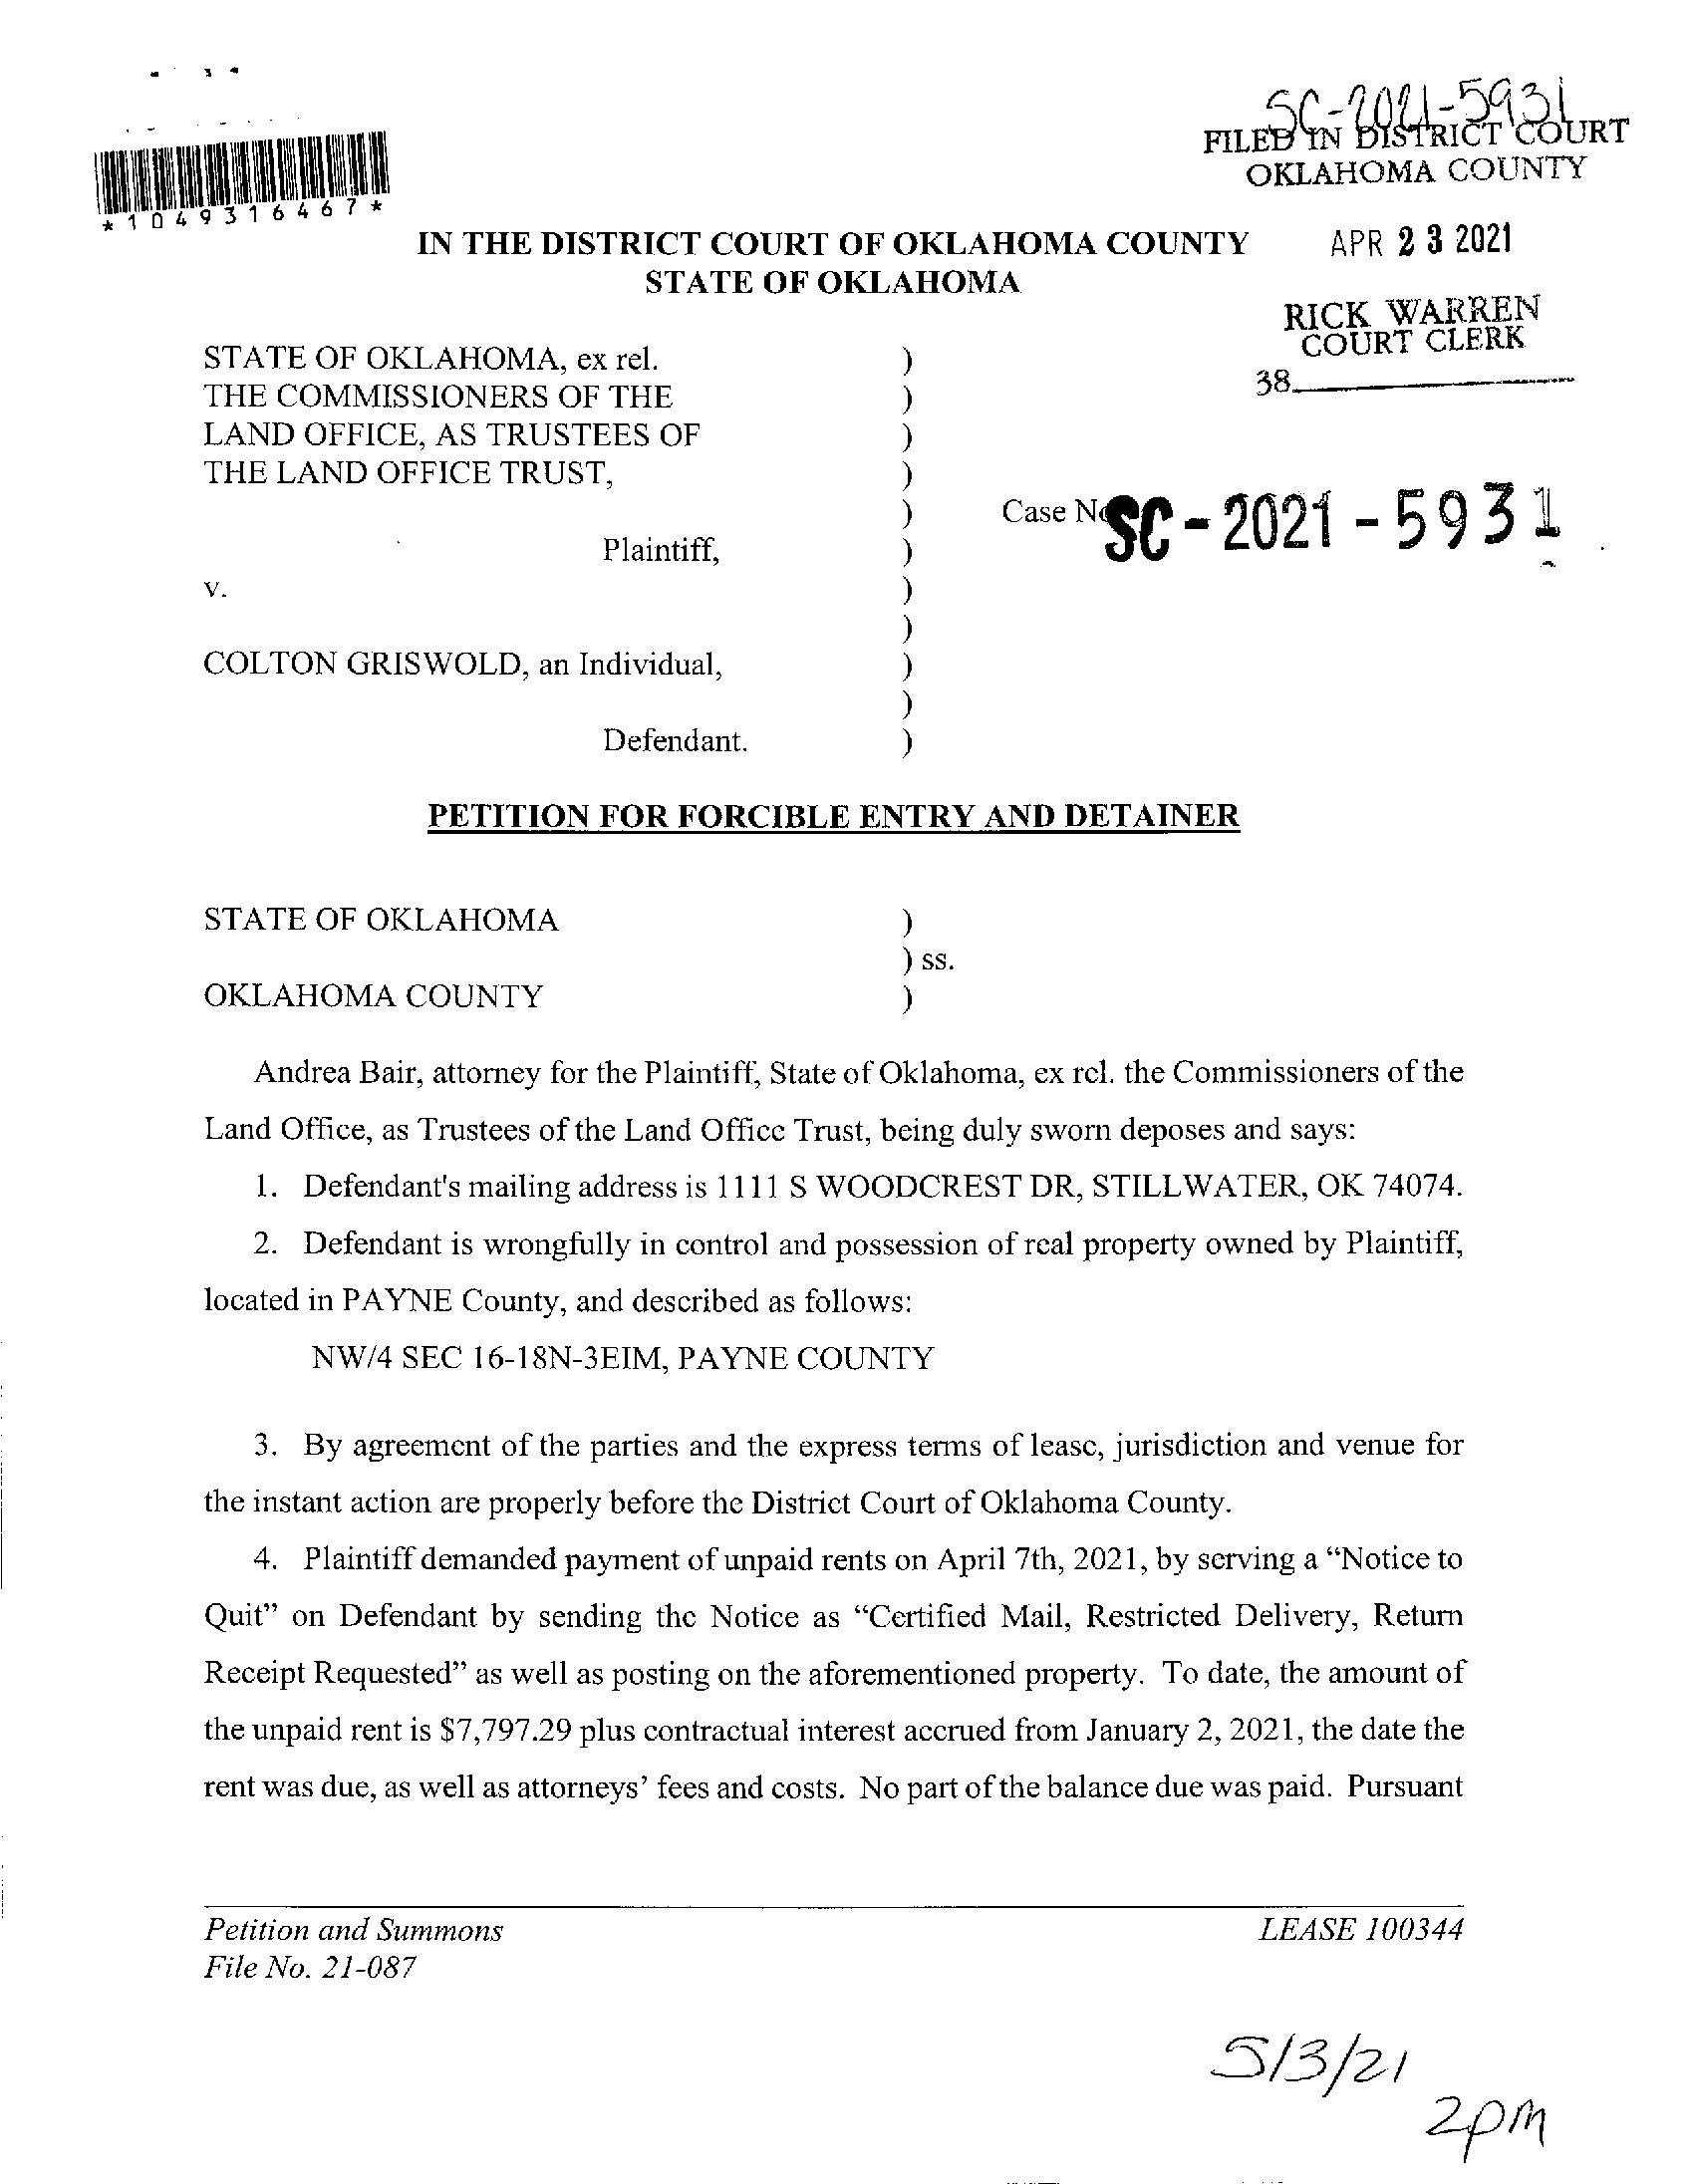 SC-2021-5931
FILED IN DISTRICT COURT
OKLAHOMA COUNTY
*1049316467*
IN THE DISTRICT COURT OF OKLAHOMA COUNTY
STATE OF OKLAHOMA
APR 23 2021
RICK WARREN
COURT CLERK
38
STATE OF OKLAHOMA, ex rel. )
THE COMMISSIONERS OF THE )
LAND OFFICE, AS TRUSTEES OF )
THE LAND OFFICE TRUST, )
) Case No SC-2021-5931
Plaintiff, )
v. )
)
COLTON GRISWOLD, an Individual, )
)
Defendant. )
PETITION FOR FORCIBLE ENTRY AND DETAINER
STATE OF OKLAHOMA )
) ss.
OKLAHOMA COUNTY )
Andrea Bair, attorney for the Plaintiff, State of Oklahoma, ex rel. the Commissioners of the
Land Office, as Trustees of the Land Office Trust, being duly sworn deposes and says:
1. Defendant's mailing address is 1111 S WOODCREST DR, STILLWATER, OK 74074.
2. Defendant is wrongfully in control and possession of real property owned by Plaintiff,
located in PAYNE County, and described as follows:
NW/4 SEC 16-18N-3EIM, PAYNE COUNTY
3. By agreement of the parties and the express terms of lease, jurisdiction and venue for
the instant action are properly before the District Court of Oklahoma County.
4. Plaintiff demanded payment of unpaid rents on April 7th, 2021, by serving a “Notice to
Quit” on Defendant by sending the Notice as “Certified Mail, Restricted Delivery, Return
Receipt Requested” as well as posting on the aforementioned property. To date, the amount of
the unpaid rent is $7,797.29 plus contractual interest accrued from January 2, 2021, the date the
rent was due, as well as attorneys’ fees and costs. No part of the balance due was paid. Pursuant
Petition and Summons LEASE 100344
File No. 21-087
5/3/21
2pm